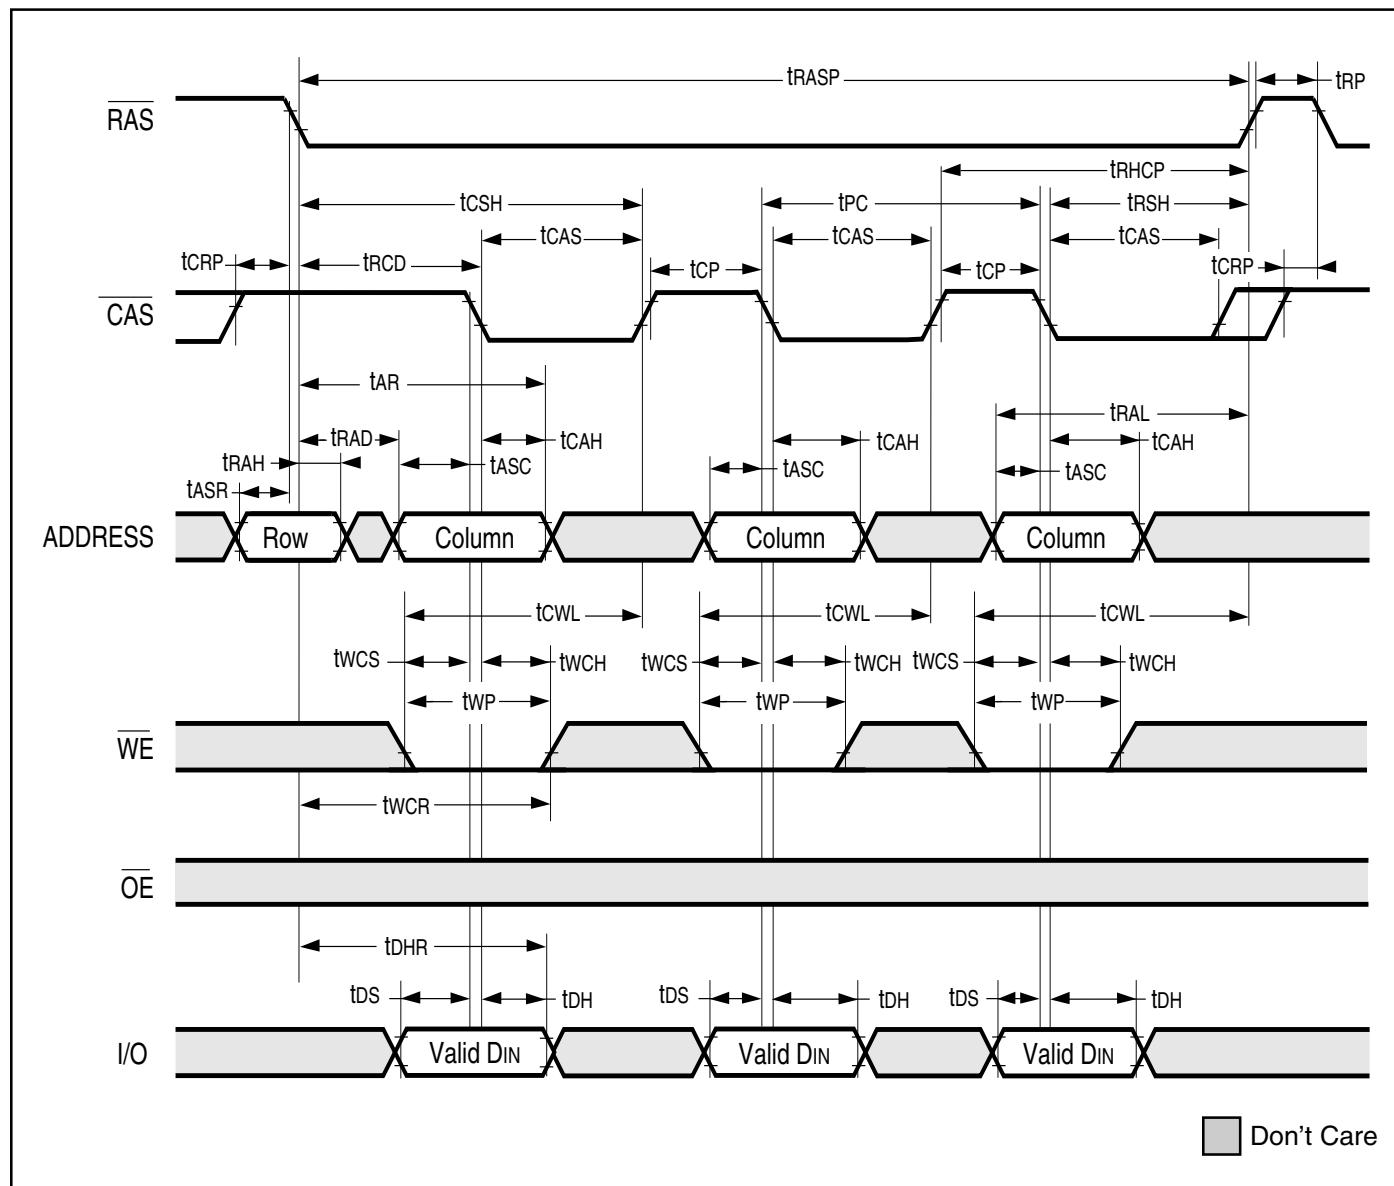 tRASP
tRP
RAS
tRHCP
tCSH
tPC
tRSH
tCAS
tCAS
tCAS
tCRP
tRCD
tCP
tCP
tCRP
CAS
tAR
tRAL
tRAD
tCAH
tCAH
tCAH
tRAH
tASC
tASC
tASC
tASR
ADDRESS
Row
Column
Column
Column
tCWL
tCWL
tCWL
tWCS
tWCH
tWCS
tWCH
tWCS
tWCH
tWP
tWP
tWP
WE
tWCR
OE
tDHR
tDS
tDH
tDS
tDH
tDS
tDH
I/O
Valid DIN
Valid DIN
Valid DIN
Don't Care